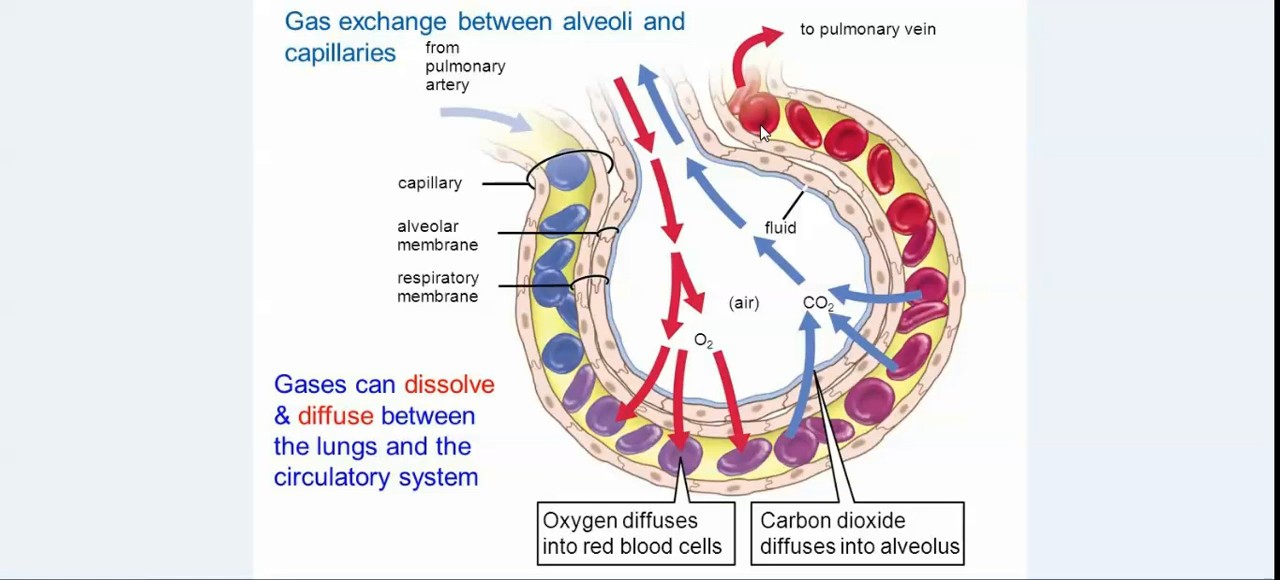 Gas exchange between alveoli and
capillaries
from
pulmonary
artery
to pulmonary vein
capillary
alveolar
membrane
respiratory
membrane
fluid
(air)
CO₂
O₂
Gases can dissolve
& diffuse between
the lungs and the
circulatory system
Oxygen diffuses
into red blood cells
Carbon dioxide
diffuses into alveolus